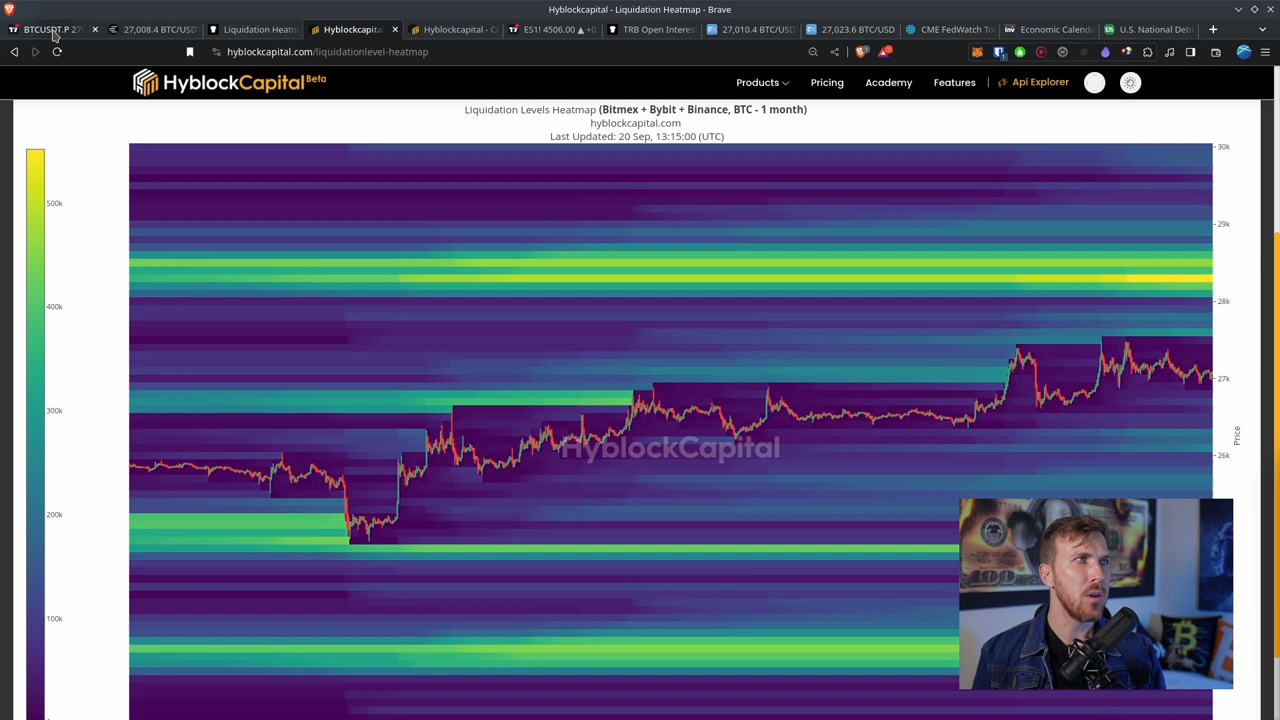 Hyblockcapital - Liquidation Heatmap - Brave
BTCUSDT.P 27
27,008.4 BTC/USD
Liquidation Heatm
Hyblockcapital
Hyblockcapital - C
ES1! 4506.00 ▲ +0.
TRB Open Interest
27,010.4 BTC/USD
27,023.6 BTC/USD
CME FedWatch To
Economic Calenda
U.S. National Deb
hyblockcapital.com/liquidationlevel-heatmap
HyblockCapital Beta
Products
Pricing
Academy
Features
Api Explorer
Liquidation Levels Heatmap (Bitmex + Bybit + Binance, BTC - 1 month)
hyblockcapital.com
Last Updated: 20 Sep, 13:15:00 (UTC)
500k
400k
300k
200k
100k
30k
29k
28k
27k
26k
Price
HyblockCapital
100